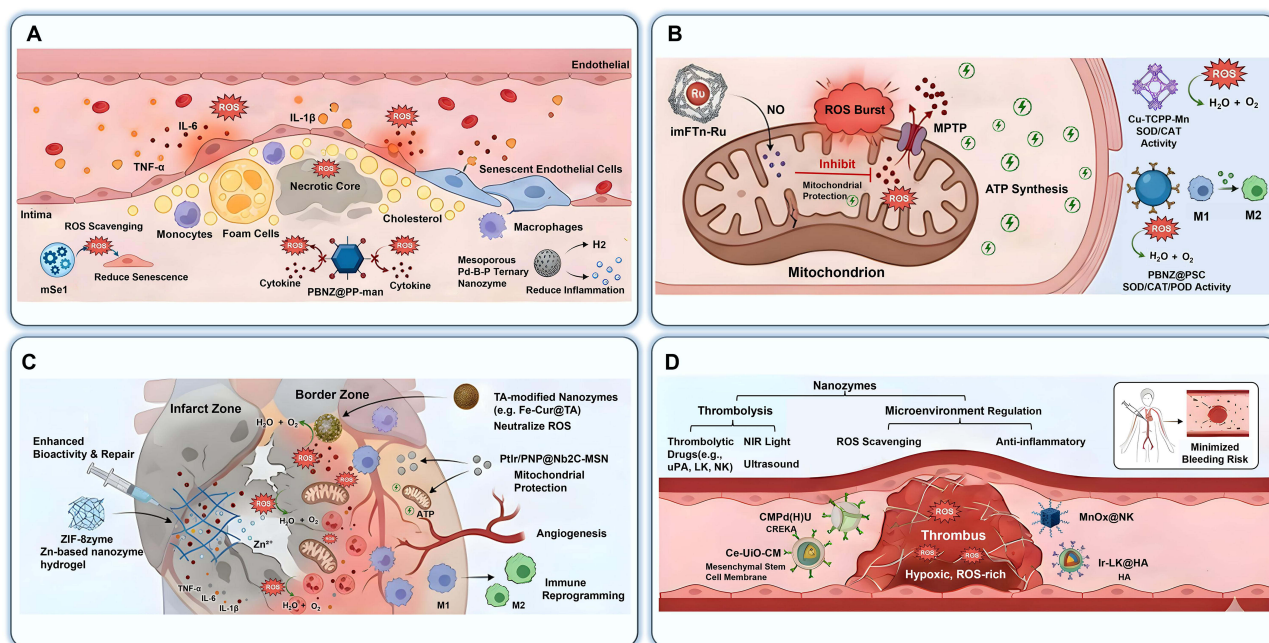 A
Endothelial
ROS
IL-6
IL-1β
ROS
TNF-α
ROS
Necrotic Core
Senescent Endothelial Cells
Intima
Monocytes
Foam Cells
Cholesterol
Macrophages
ROS Scavenging
ROS
mSe1
Reduce Senescence
ROS
ROS
Cytokine
PBNZ@PP-man
Cytokine
Mesoporous
Pd-B-P Ternary
Nanozyme
H2
Reduce Inflammation
B
Ru
imFTn-Ru
NO
ROS Burst
MPTP
Inhibit
Mitochondrial
Protection
ROS
Mitochondrion
ATP Synthesis
ROS
H₂O + O₂
Cu-TCPP-Mn
SOD/CAT
Activity
M1
M2
ROS
H₂O + O₂
PBNZ@PSC
SOD/CAT/POD Activity
C
Infarct Zone
Border Zone
H₂O + O₂
TA-modified Nanozymes
(e.g. Fe-Cur@TA)
Neutralize ROS
Enhanced
Bioactivity & Repair
ROS
ROS
ROS
H₂O + O₂
PtIr/PNP@Nb2C-MSN
Mitochondrial
Protection
ATP
ZIF-8zyme
Zn-based nanozyme
hydrogel
Zn²⁺
ROS
Angiogenesis
TNF-α
IL-6
IL-1β
ROS
H₂O + O₂
M1
M2
Immune
Reprogramming
D
Nanozymes
Thrombolysis
Microenvironment Regulation
Thrombolytic
Drugs(e.g.,
uPA, LK, NK)
NIR Light
Ultrasound
ROS Scavenging
Anti-inflammatory
Minimized
Bleeding Risk
CMPd(H)U
CREKA
Ce-UiO-CM
Mesenchymal Stem
Cell Membrane
ROS
Thrombus
ROS
ROS
Hypoxic, ROS-rich
MnOx@NK
Ir-LK@HA
HA